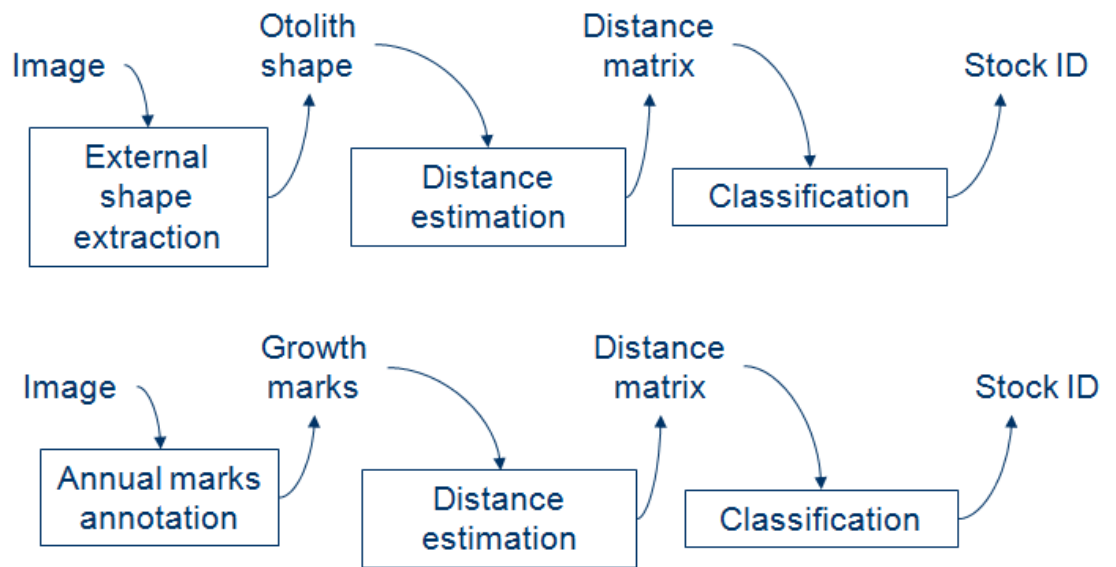 Image
Otolith
shape
Distance
matrix
Stock ID
External
shape
extraction
Distance
estimation
Classification
Image
Growth
marks
Distance
matrix
Stock ID
Annual marks
annotation
Distance
estimation
Classification